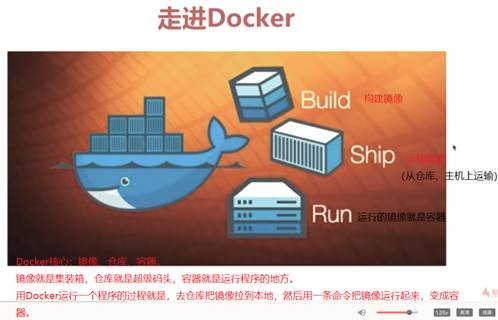 走进Docker
Build
构建镜像
Ship
(从仓库、主机上运输)
Run
运行的镜像就是容器
Docker核心：镜像、仓库、容器。
镜像就是集装箱，仓库就是超级码头，容器就是运行程序的地方。
用Docker运行一个程序的过程就是，去仓库把镜像拉到本地，然后用一条命令把镜像运行起来，变成容
器。
1.25x